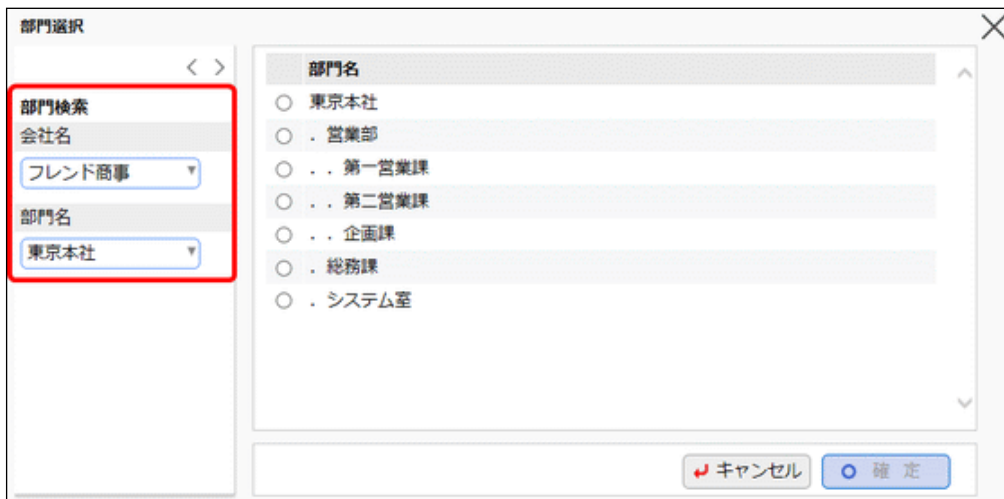 部門選択
部門検索
会社名
フレンド商事
部門名
東京本社
部門名
東京本社
. 営業部
. . 第一営業課
. . 第二営業課
. . 企画課
. 総務課
. システム室
キャンセル
確 定